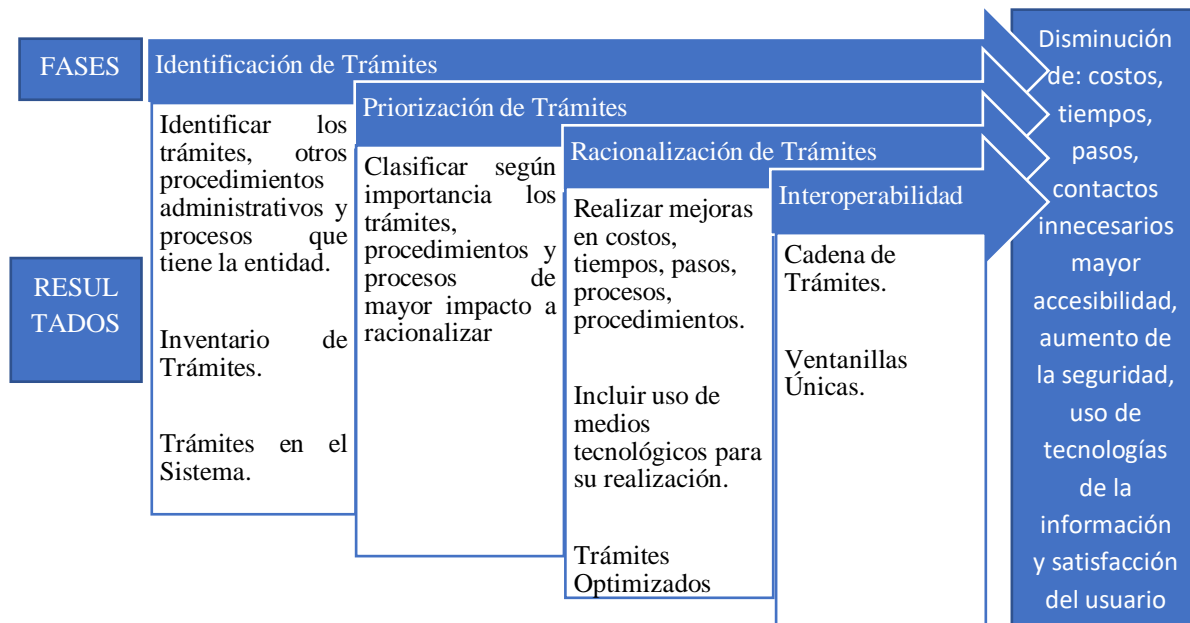 FASES
Identificación de Trámites
Priorización de Trámites
Racionalización de Trámites
Interoperabilidad
RESUL
TADOS
Identificar los
trámites, otros
procedimientos
administrativos y
procesos que
tiene la entidad.
Inventario de
Trámites.
Trámites en el
Sistema.
Clasificar según
importancia los
trámites,
procedimientos y
procesos de
mayor impacto a
racionalizar
Realizar mejoras
en costos,
tiempos, pasos,
procesos,
procedimientos.
Incluir uso de
medios
tecnológicos para
su realización.
Trámites
Optimizados
Cadena de
Trámites.
Ventanillas
Únicas.
Disminución
de: costos,
tiempos,
pasos,
contactos
innecesarios
mayor
accesibilidad,
aumento de
la seguridad,
uso de
tecnologías
de la
información
y satisfacción
del usuario